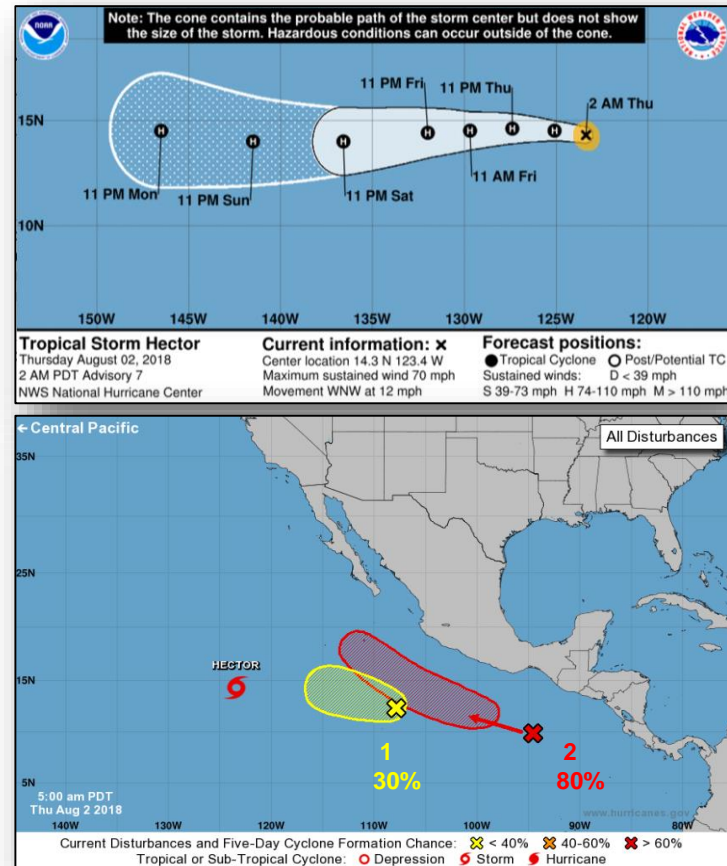 Note: The cone contains the probable path of the storm center but does not show
the size of the storm. Hazardous conditions can occur outside of the cone.
NOAA
11 PM Fri
11 PM Thu
2 AM Thu
15N
11 PM Mon
11 PM Sun
11 PM Sat
11 AM Fri
10N
150W 145W 140W 135W 130W 125W 120W
H H H H H H H
Tropical Storm Hector
Thursday August 02, 2018
2 AM PDT Advisory 7
NWS National Hurricane Center
Current information: ×
Center location 14.3 N 123.4 W
Maximum sustained wind 70 mph
Movement WNW at 12 mph
Forecast positions:
● Tropical Cyclone ○ Post/Potential TC
Sustained winds: D < 39 mph
S 39-73 mph H 74-110 mph M > 110 mph
← Central Pacific
All Disturbances
35N
25N
HECTOR
15N
1
30%
2
80%
5N
5:00 am PDT
Thu Aug 2 2018
www.hurricanes.gov
140W 130W 120W 110W 100W 90W 80W
Current Disturbances and Five-Day Cyclone Formation Chance: < 40% 40-60% > 60%
Tropical or Sub-Tropical Cyclone: Depression Storm Hurricane